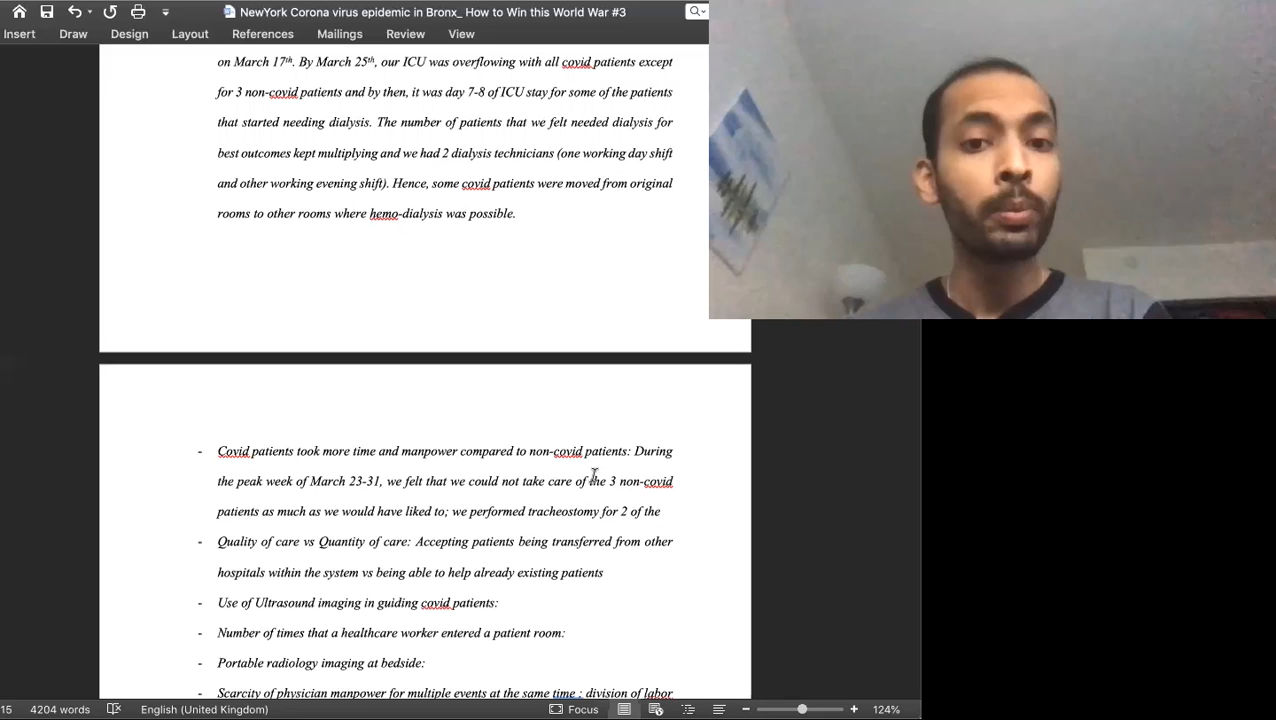 NewYork Corona virus epidemic in Bronx_ How to Win this World War #3
Insert Draw Design Layout References Mailings Review View
on March 17th. By March 25th, our ICU was overflowing with all covid patients except
for 3 non-covid patients and by then, it was day 7-8 of ICU stay for some of the patients
that started needing dialysis. The number of patients that we felt needed dialysis for
best outcomes kept multiplying and we had 2 dialysis technicians (one working day shift
and other working evening shift). Hence, some covid patients were moved from original
rooms to other rooms where hemo-dialysis was possible.
- Covid patients took more time and manpower compared to non-covid patients: During
the peak week of March 23-31, we felt that we could not take care of the 3 non-covid
patients as much as we would have liked to; we performed tracheostomy for 2 of the
- Quality of care vs Quantity of care: Accepting patients being transferred from other
hospitals within the system vs being able to help already existing patients
- Use of Ultrasound imaging in guiding covid patients:
- Number of times that a healthcare worker entered a patient room:
- Portable radiology imaging at bedside:
- Scarcity of physician manpower for multiple events at the same time ; division of labor
15 4204 words English (United Kingdom) Focus 124%